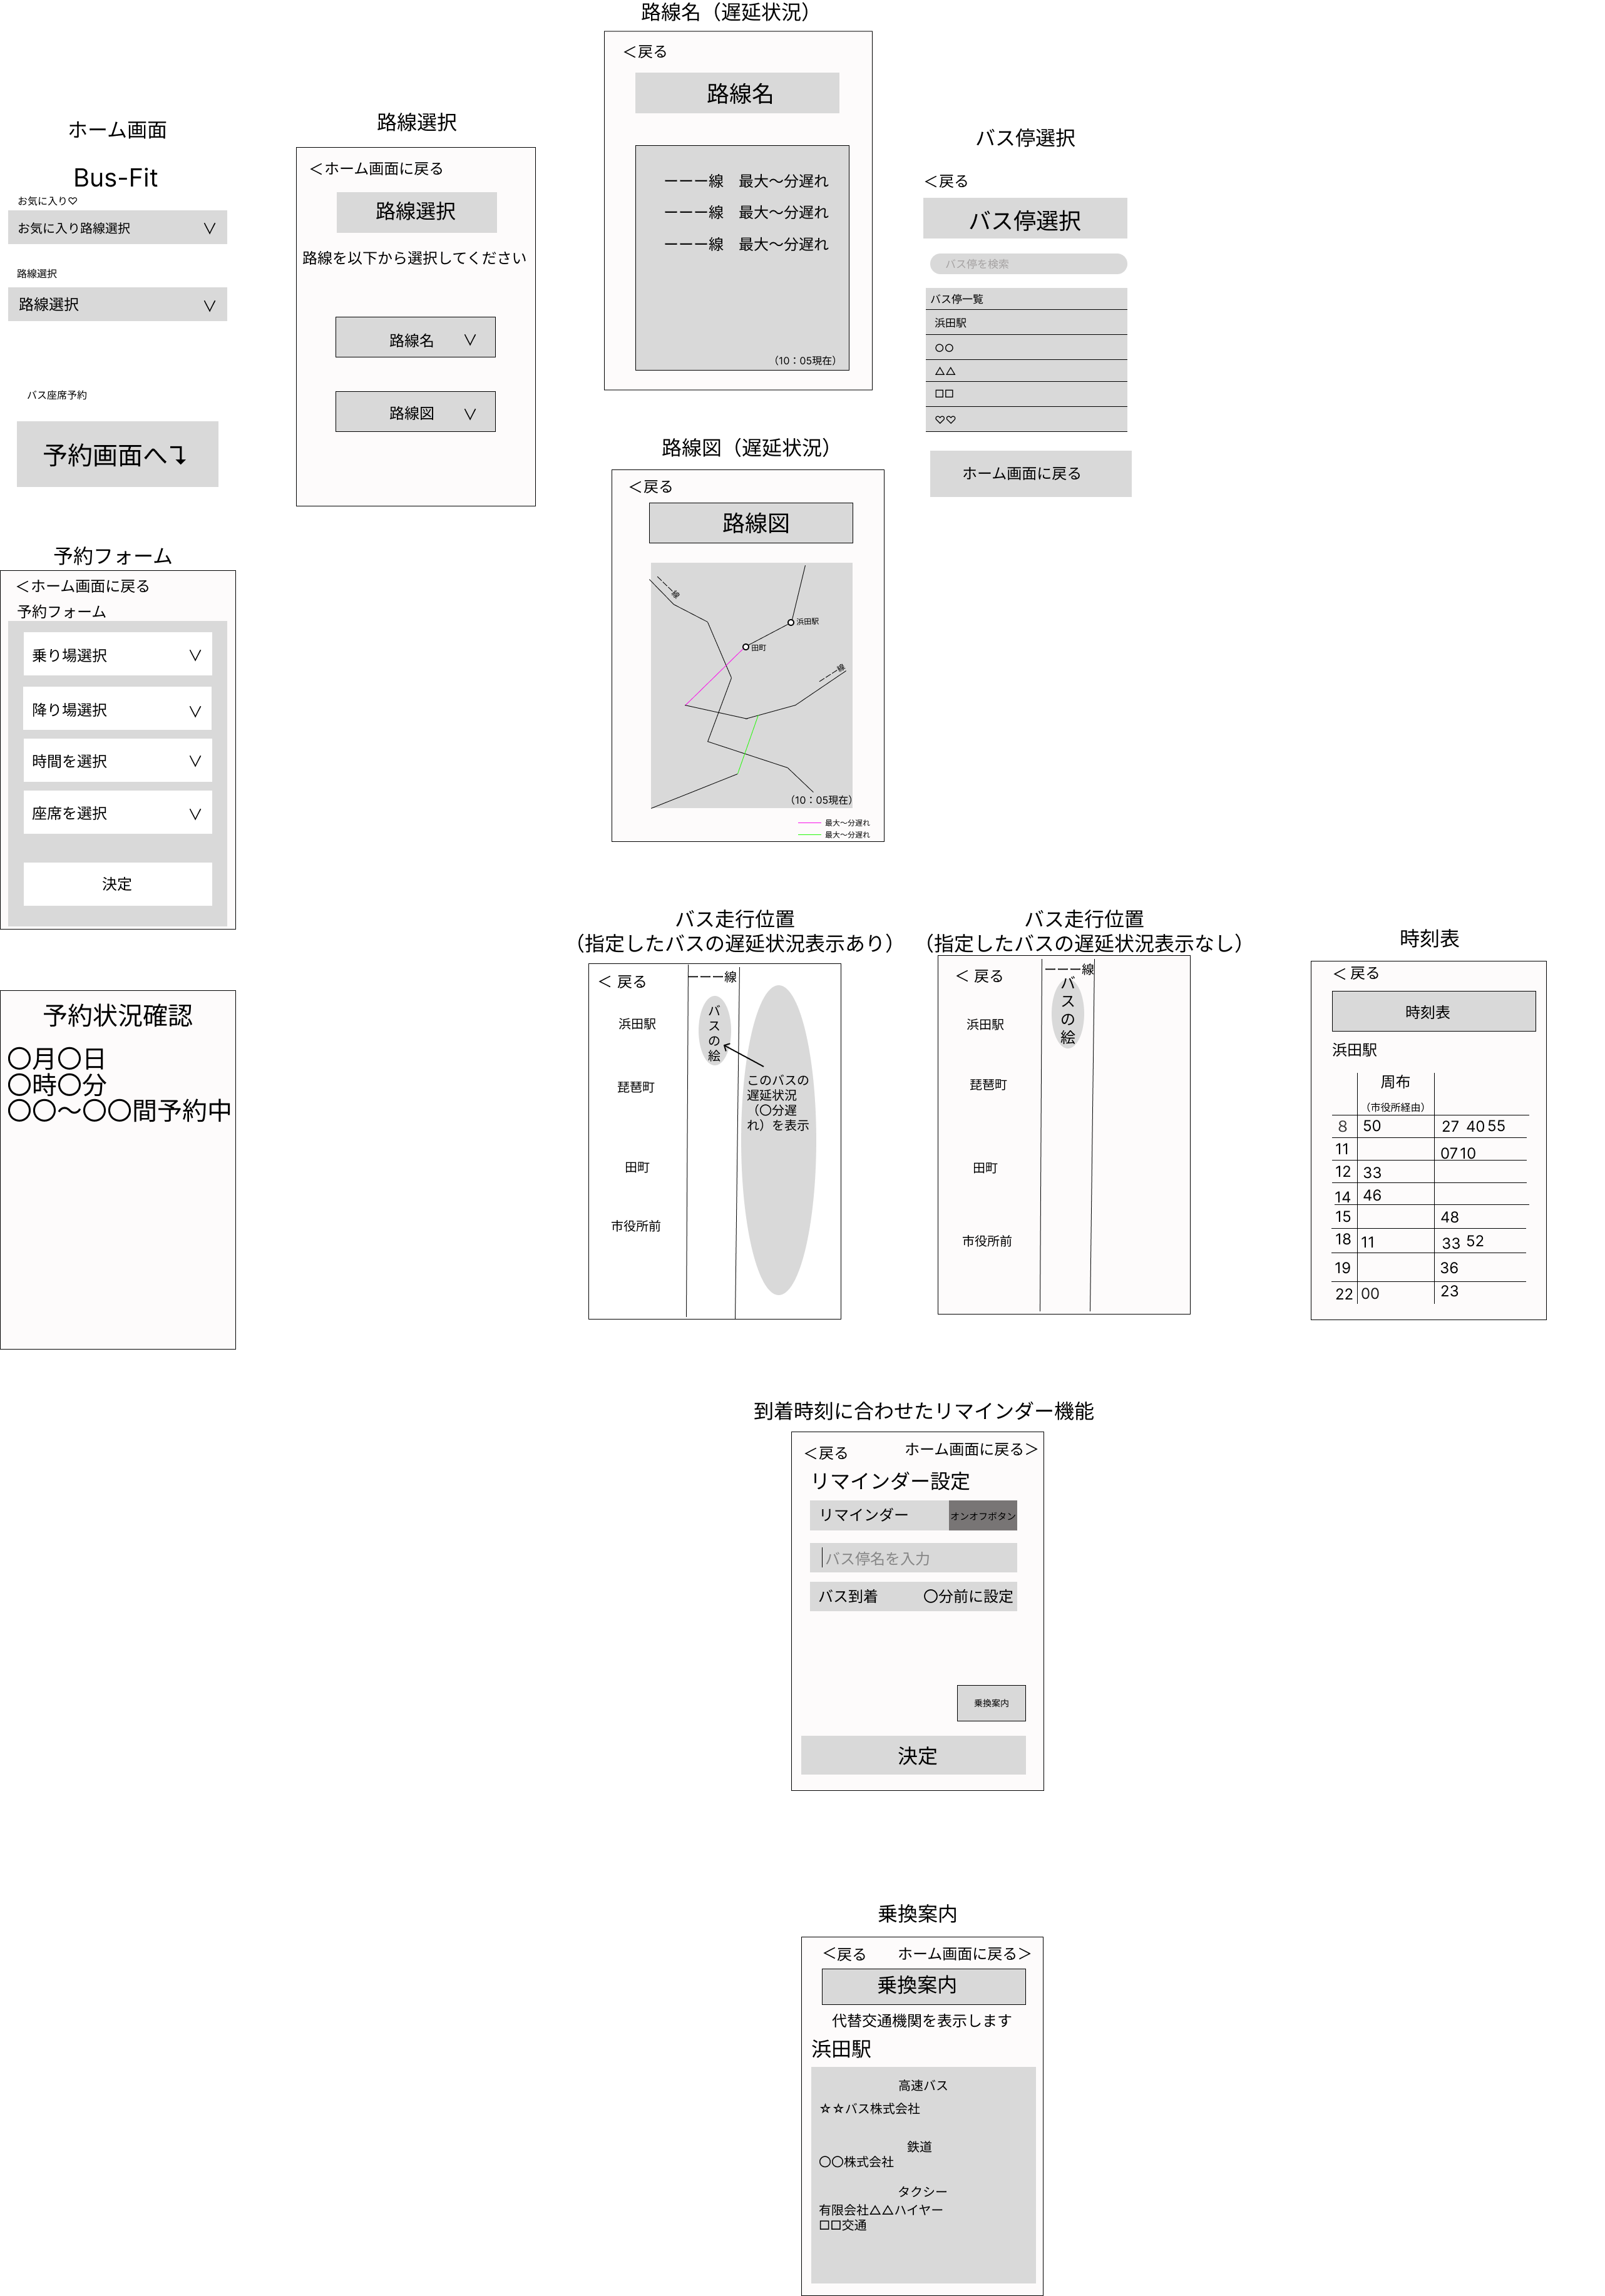 ホーム画面
Bus-Fit
お気に入り♡
お気に入り路線選択 ∨
路線選択
路線選択 ∨
バス座席予約
予約画面へ↴
予約フォーム
＜ホーム画面に戻る
予約フォーム
乗り場選択 ∨
降り場選択 ∨
時間を選択 ∨
座席を選択 ∨
決定
予約状況確認
〇月〇日
〇時〇分
〇〇～〇〇間予約中
路線選択
＜ホーム画面に戻る
路線選択
路線を以下から選択してください
路線名 ∨
路線図 ∨
路線名（遅延状況）
＜戻る
路線名
ーーー線　最大～分遅れ
ーーー線　最大～分遅れ
ーーー線　最大～分遅れ
（10：05現在）
路線図（遅延状況）
＜戻る
路線図
ーーー線
浜田駅
田町
ーーー線
（10：05現在）
最大～分遅れ
最大～分遅れ
バス停選択
＜戻る
バス停選択
バス停を検索
バス停一覧
浜田駅
○○
△△
□□
♡♡
ホーム画面に戻る
バス走行位置
（指定したバスの遅延状況表示あり）
＜ 戻る
ーーー線
浜田駅
琵琶町
田町
市役所前
バスの絵
このバスの
遅延状況
（〇分遅
れ）を表示
バス走行位置
（指定したバスの遅延状況表示なし）
＜ 戻る
ーーー線
浜田駅
琵琶町
田町
市役所前
バスの絵
時刻表
＜ 戻る
時刻表
浜田駅
周布
（市役所経由）
8 50 27 40 55
11 07 10
12 33
14 46
15 48
18 11 33 52
19 36
22 00 23
到着時刻に合わせたリマインダー機能
＜戻る ホーム画面に戻る＞
リマインダー設定
リマインダー オンオフボタン
バス停名を入力
バス到着 〇分前に設定
乗換案内
決定
乗換案内
＜戻る ホーム画面に戻る＞
乗換案内
代替交通機関を表示します
浜田駅
高速バス
☆☆バス株式会社
鉄道
〇〇株式会社
タクシー
有限会社△△ハイヤー
□□交通